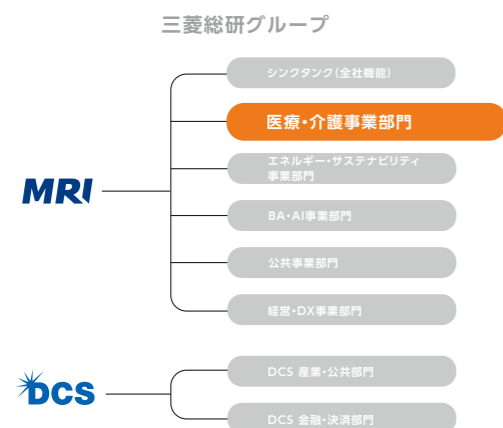 三菱総研グループ
シンクタンク(全社機能)
医療・介護事業部門
エネルギー・サステナビリティ
事業部門
MRI
BA・AI事業部門
公共事業部門
経営・DX事業部門
DCS 産業・公共部門
DCS
DCS 金融・決済部門